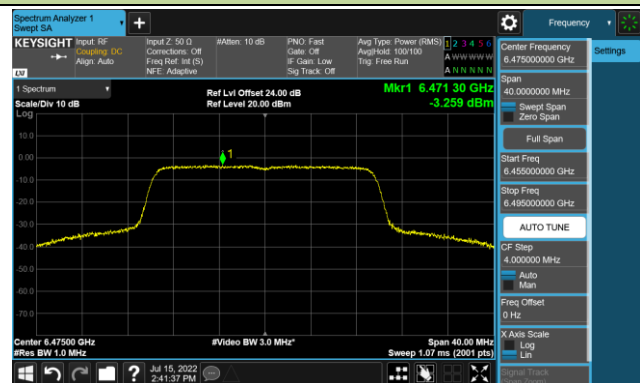 Spectrum Analyzer 1
Swept SA
Frequency
KEYSIGHT
Input: RF
Coupling: DC
Align: Auto
Input Z: 50 Ω
Corrections: Off
Freq Ref: Int (S)
NFE: Adaptive
#Atten: 10 dB
PNO: Fast
Gate: Off
IF Gain: Low
Sig Track: Off
Avg Type: Power (RMS)
Avg|Hold: 100/100
Trig: Free Run
1 2 3 4 5 6
A W W W W W
A N N N N N
LXI
1 Spectrum
Scale/Div 10 dB
Log
Ref Lvl Offset 24.00 dB
Ref Level 20.00 dBm
Mkr1 6.471 30 GHz
-3.259 dBm
10.0
0.00
-10.0
-20.0
-30.0
-40.0
-50.0
-60.0
-70.0
1
Center 6.47500 GHz
#Res BW 1.0 MHz
#Video BW 3.0 MHz*
Span 40.00 MHz
Sweep 1.07 ms (2001 pts)
Center Frequency
6.475000000 GHz
Settings
Span
40.0000000 MHz
Swept Span
Zero Span
Full Span
Start Freq
6.455000000 GHz
Stop Freq
6.495000000 GHz
AUTO TUNE
CF Step
4.000000 MHz
Auto
Man
Freq Offset
0 Hz
X Axis Scale
Log
Lin
Signal Track
(Span Zoom)
Jul 15, 2022
2:41:37 PM